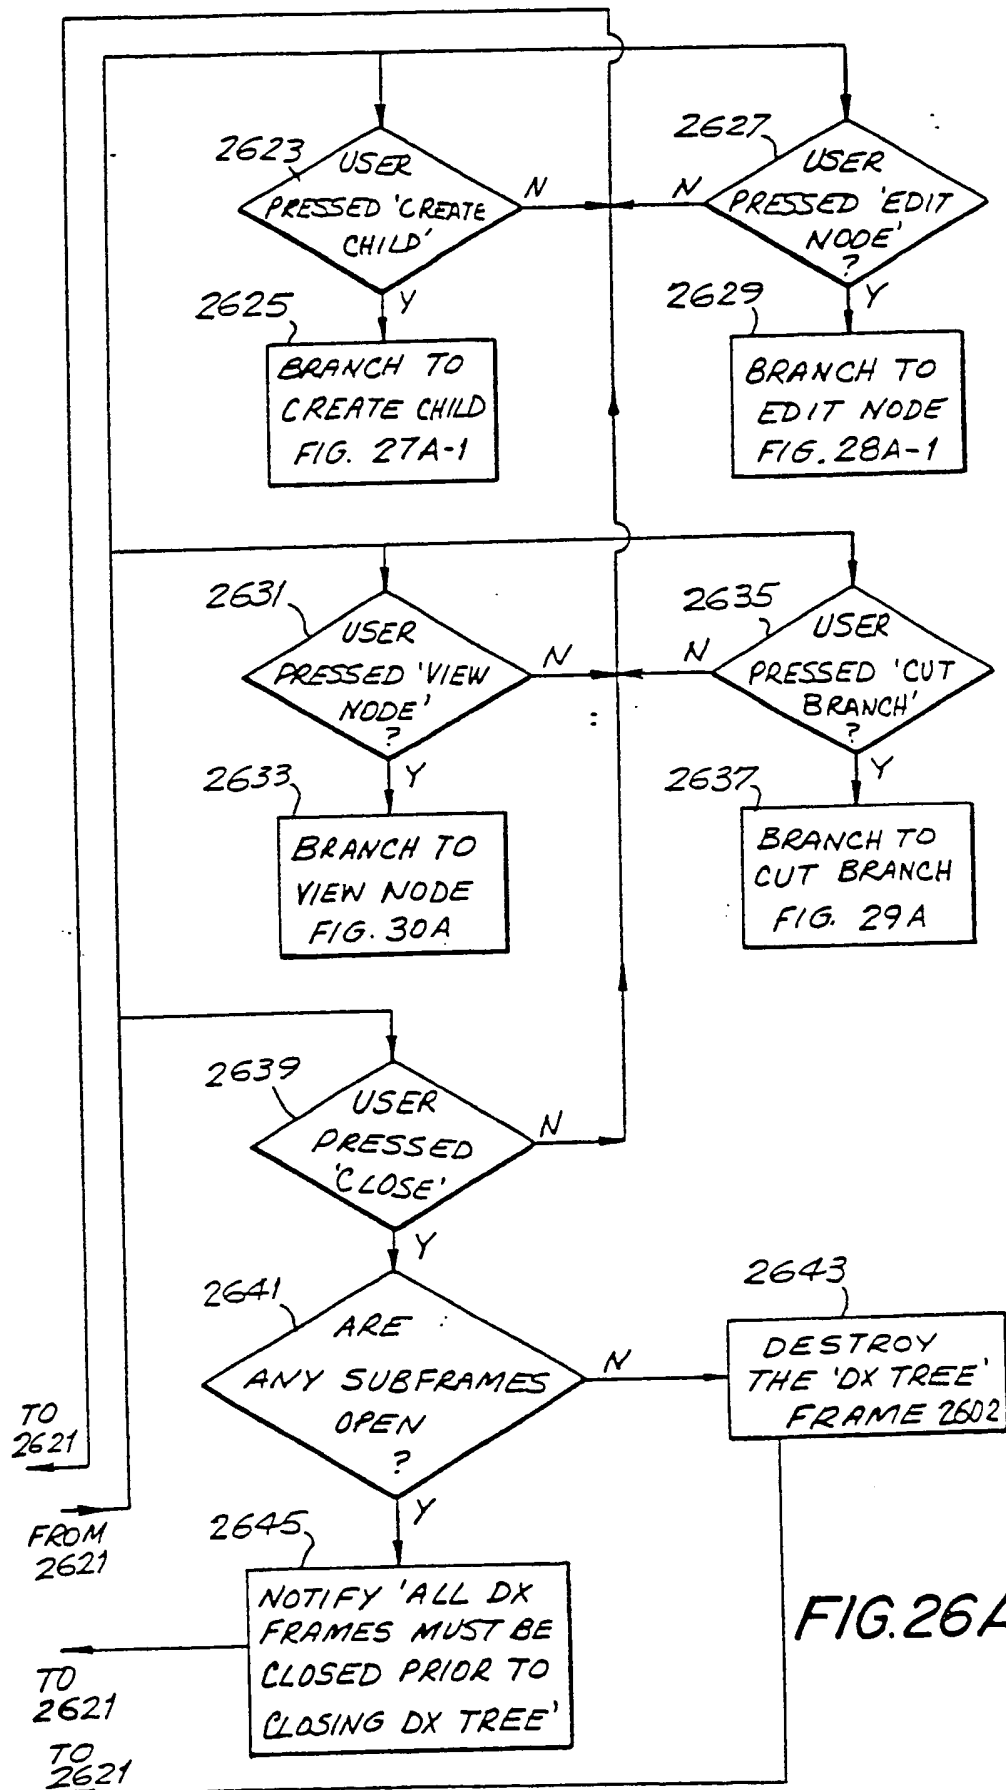 2623
USER
PRESSED 'CREATE
CHILD'
N
Y
2627
USER
PRESSED 'EDIT
NODE'
?
N
Y
2625
BRANCH TO
CREATE CHILD
FIG. 27A-1
2629
BRANCH TO
EDIT NODE
FIG. 28A-1
2631
USER
PRESSED 'VIEW
NODE'
?
N
Y
2635
USER
PRESSED 'CUT
BRANCH'
?
N
Y
2633
BRANCH TO
VIEW NODE
FIG. 30A
2637
BRANCH TO
CUT BRANCH
FIG. 29A
2639
USER
PRESSED
'CLOSE'
N
Y
2641
ARE
ANY SUBFRAMES
OPEN
?
N
Y
2643
DESTROY
THE 'DX TREE'
FRAME 2602
TO
2621
FROM
2621
2645
NOTIFY 'ALL DX
FRAMES MUST BE
CLOSED PRIOR TO
CLOSING DX TREE'
TO
2621
TO
2621
FIG.26A